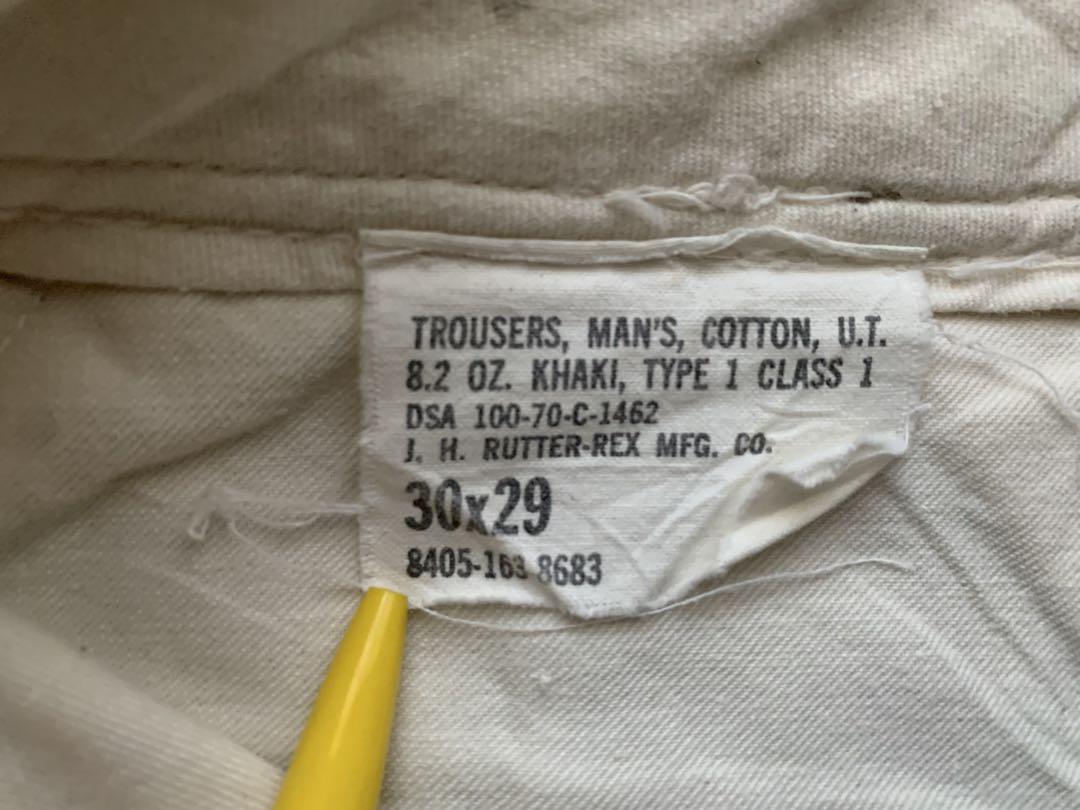 TROUSERS, MAN'S, COTTON, U.T.
8.2 OZ. KHAKI, TYPE 1 CLASS 1
DSA 100-70-C-1462
J. H. RUTTER-REX MFG. CO.
30x29
8405-163 8683